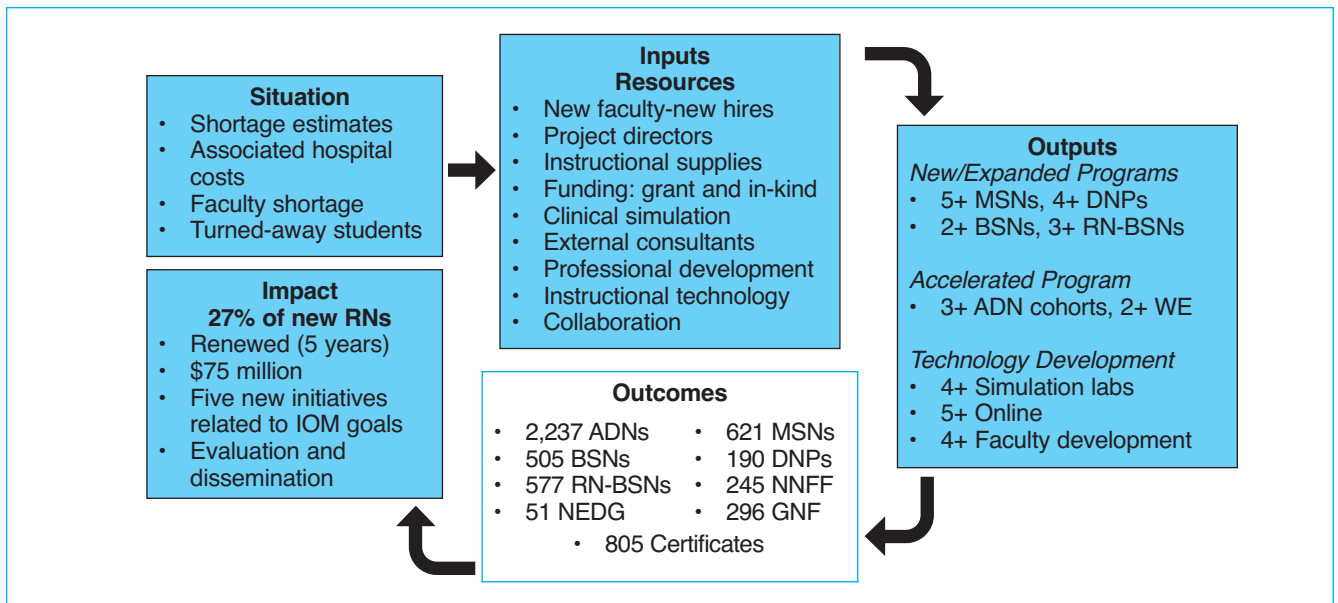 Situation
• Shortage estimates
• Associated hospital
costs
• Faculty shortage
• Turned-away students
Inputs
Resources
• New faculty-new hires
• Project directors
• Instructional supplies
• Funding: grant and in-kind
• Clinical simulation
• External consultants
• Professional development
• Instructional technology
• Collaboration
Outputs
New/Expanded Programs
• 5+ MSNs, 4+ DNPs
• 2+ BSNs, 3+ RN-BSNs
Accelerated Program
• 3+ ADN cohorts, 2+ WE
Technology Development
• 4+ Simulation labs
• 5+ Online
• 4+ Faculty development
Outcomes
• 2,237 ADNs
• 505 BSNs
• 577 RN-BSNs
• 51 NEDG
• 621 MSNs
• 190 DNPs
• 245 NNFF
• 296 GNF
• 805 Certificates
Impact
27% of new RNs
• Renewed (5 years)
• $75 million
• Five new initiatives
related to IOM goals
• Evaluation and
dissemination